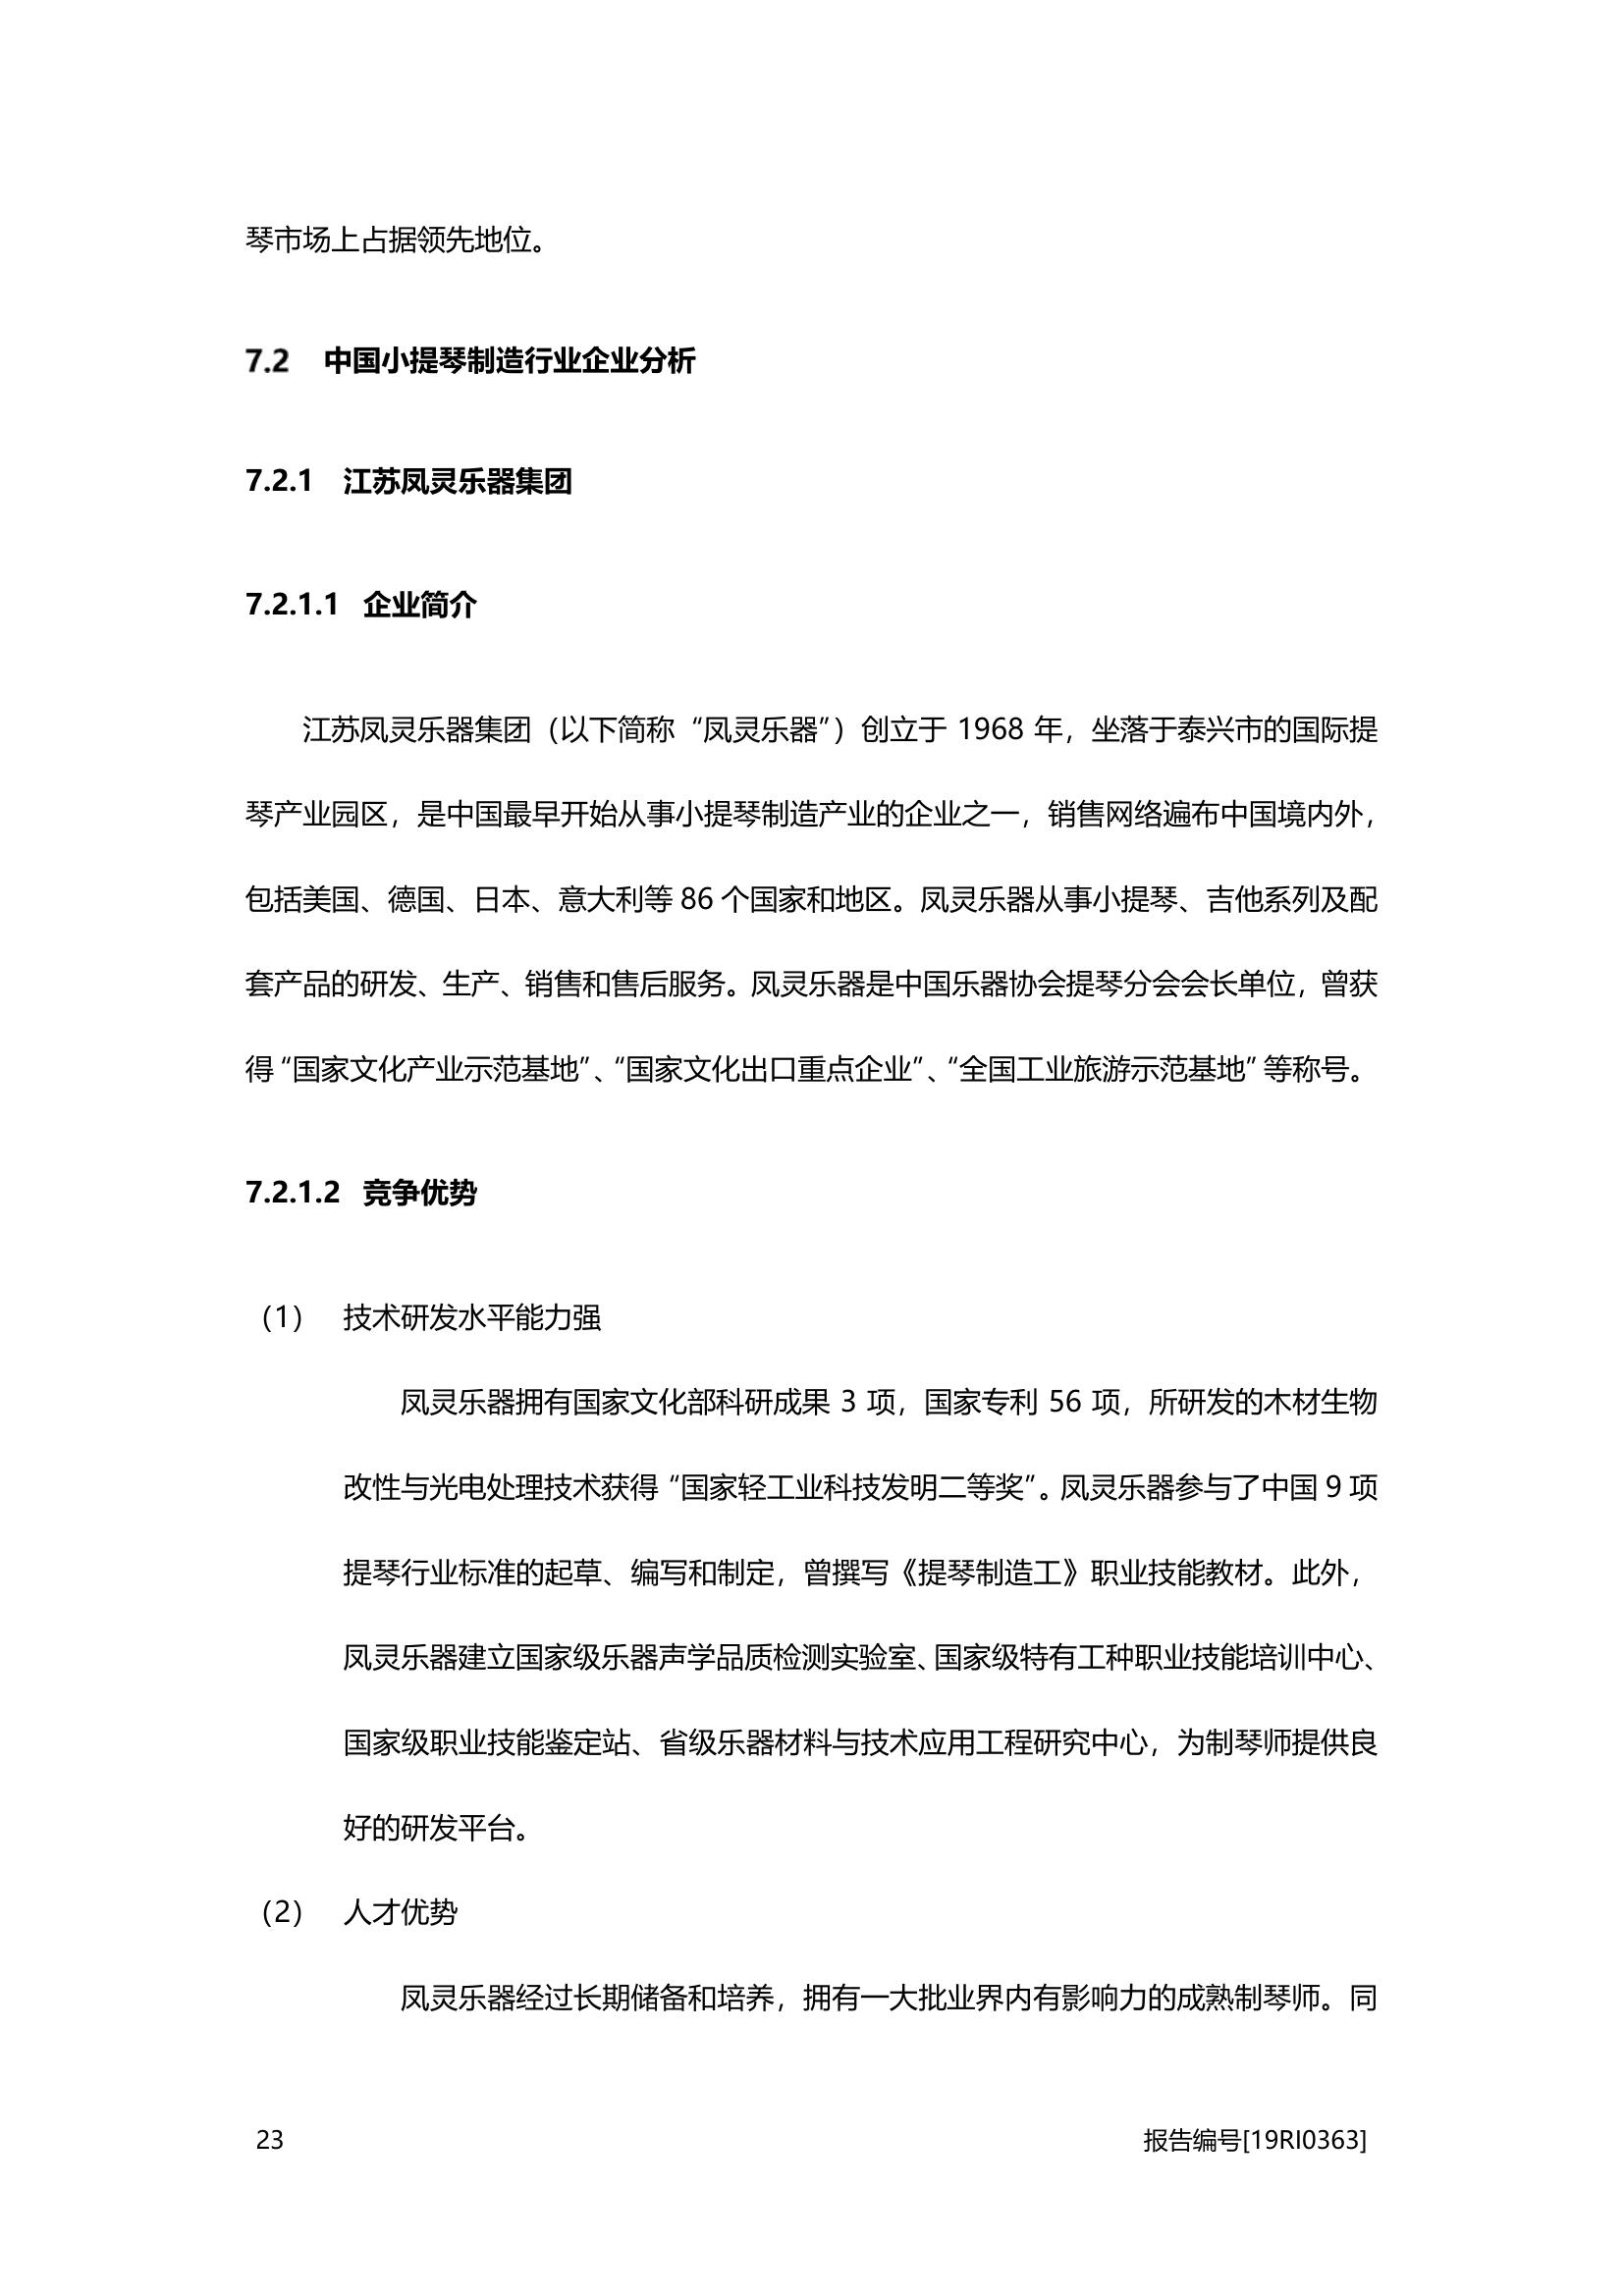 琴市场上占据领先地位。
7.2 中国小提琴制造行业企业分析
7.2.1 江苏凤灵乐器集团
7.2.1.1 企业简介
江苏凤灵乐器集团（以下简称“凤灵乐器”）创立于 1968 年，坐落于泰兴市的国际提
琴产业园区，是中国最早开始从事小提琴制造产业的企业之一，销售网络遍布中国境内外，
包括美国、德国、日本、意大利等 86 个国家和地区。凤灵乐器从事小提琴、吉他系列及配
套产品的研发、生产、销售和售后服务。凤灵乐器是中国乐器协会提琴分会会长单位，曾获
得“国家文化产业示范基地”、“国家文化出口重点企业”、“全国工业旅游示范基地”等称号。
7.2.1.2 竞争优势
（1） 技术研发水平能力强
凤灵乐器拥有国家文化部科研成果 3 项，国家专利 56 项，所研发的木材生物
改性与光电处理技术获得“国家轻工业科技发明二等奖”。凤灵乐器参与了中国 9 项
提琴行业标准的起草、编写和制定，曾撰写《提琴制造工》职业技能教材。此外，
凤灵乐器建立国家级乐器声学品质检测实验室、国家级特有工种职业技能培训中心、
国家级职业技能鉴定站、省级乐器材料与技术应用工程研究中心，为制琴师提供良
好的研发平台。
（2） 人才优势
凤灵乐器经过长期储备和培养，拥有一大批业界内有影响力的成熟制琴师。同
23 报告编号[19RI0363]